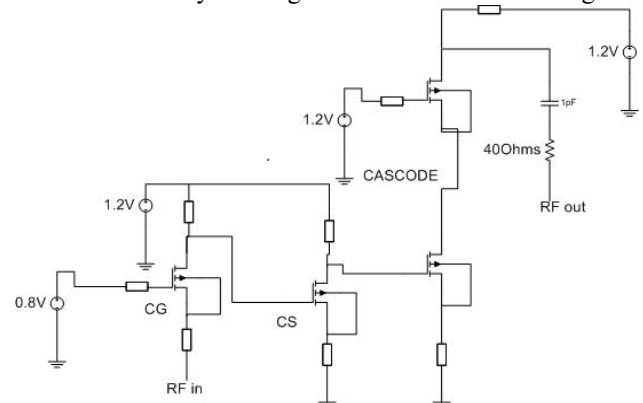 1.2V
1.2V
1pF
40Ohms
CASCODE
RF out
1.2V
0.8V
CG
CS
RF in